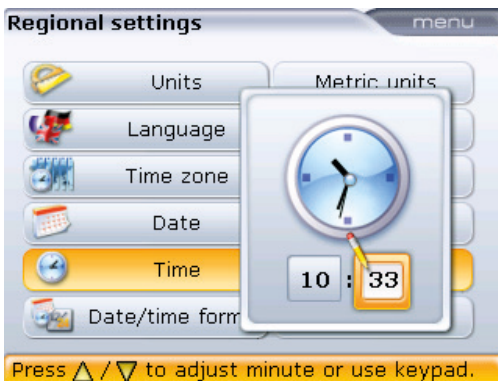 Regional settings
menu
Units
Metric units
Language
Time zone
Date
Time
10 : 33
Date/time form
Press △ / ▽ to adjust minute or use keypad.